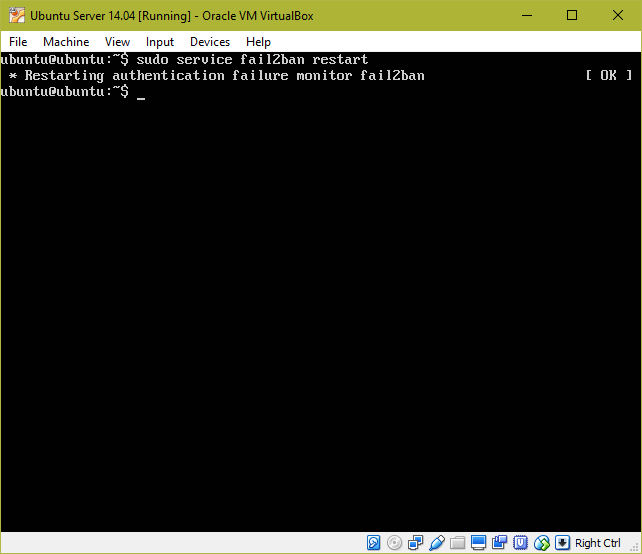 Ubuntu Server 14.04 [Running] - Oracle VM VirtualBox
File Machine View Input Devices Help
ubuntu@ubuntu:~$ sudo service fail2ban restart
 * Restarting authentication failure monitor fail2ban [ OK ]
ubuntu@ubuntu:~$ _
Right Ctrl